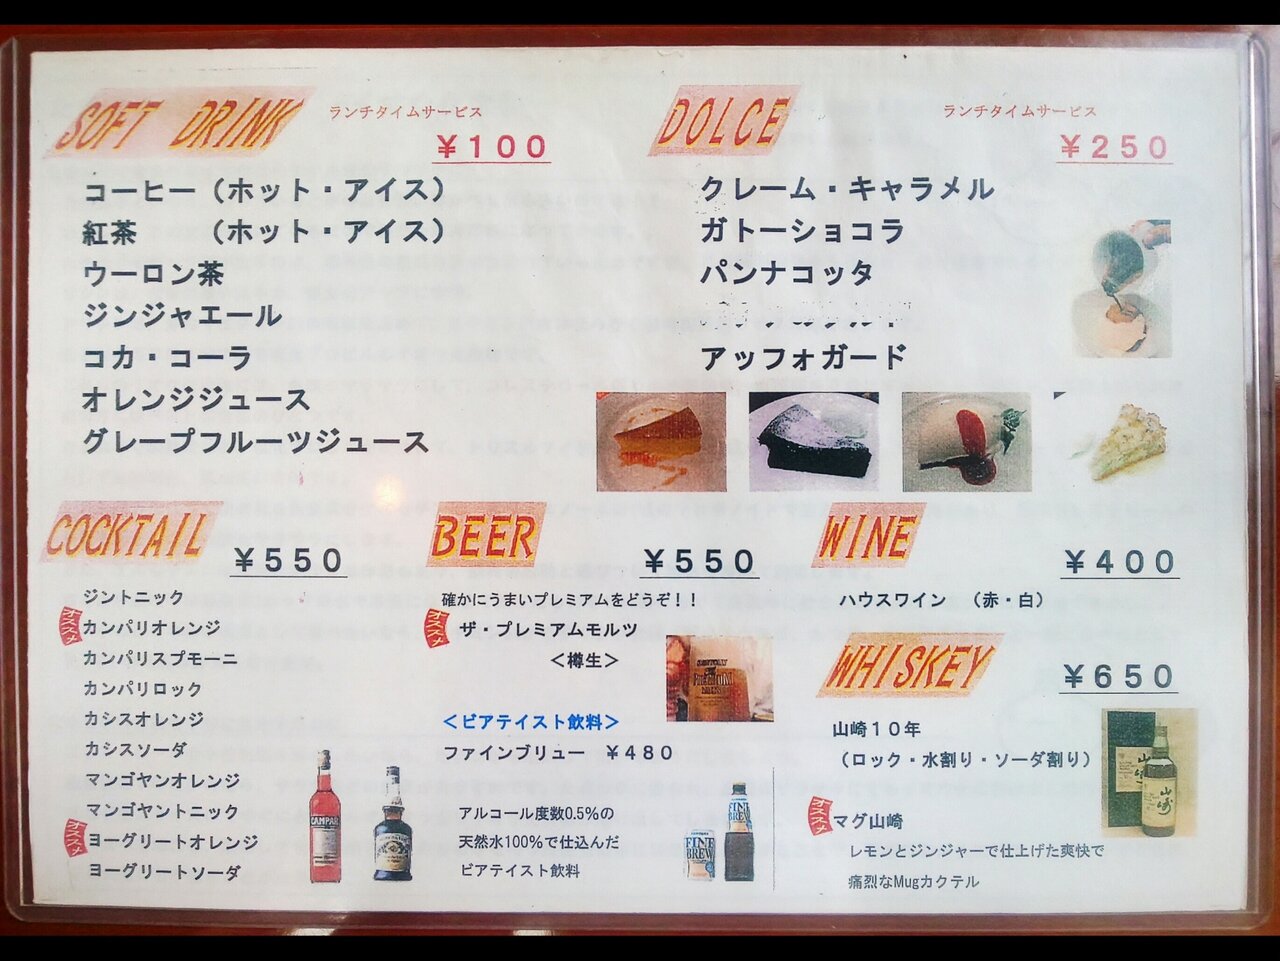 SOFT DRINK
ランチタイムサービス
￥100
コーヒー（ホット・アイス）
紅茶　　（ホット・アイス）
ウーロン茶
ジンジャエール
コカ・コーラ
オレンジジュース
グレープフルーツジュース
DOLCE
ランチタイムサービス
￥250
クレーム・キャラメル
ガトーショコラ
パンナコッタ
アッフォガード
COCKTAIL
￥550
ジントニック
オススメ
カンパリオレンジ
カンパリスプモーニ
カンパリロック
カシスオレンジ
カシスソーダ
マンゴヤンオレンジ
マンゴヤントニック
オススメ
ヨーグリートオレンジ
ヨーグリートソーダ
CAMPARI
BEER
￥550
確かにうまいプレミアムをどうぞ！！
オススメ
ザ・プレミアムモルツ
＜樽生＞
＜ビアテイスト飲料＞
ファインブリュー　￥480
アルコール度数0.5%の
天然水100%で仕込んだ
ビアテイスト飲料
FINE BREW
FINE BREW
WINE
￥400
ハウスワイン　（赤・白）
WHISKEY
￥650
山崎１０年
（ロック・水割り・ソーダ割り）
山崎
山崎
オススメ
マグ山崎
レモンとジンジャーで仕上げた爽快で
痛烈なMugカクテル